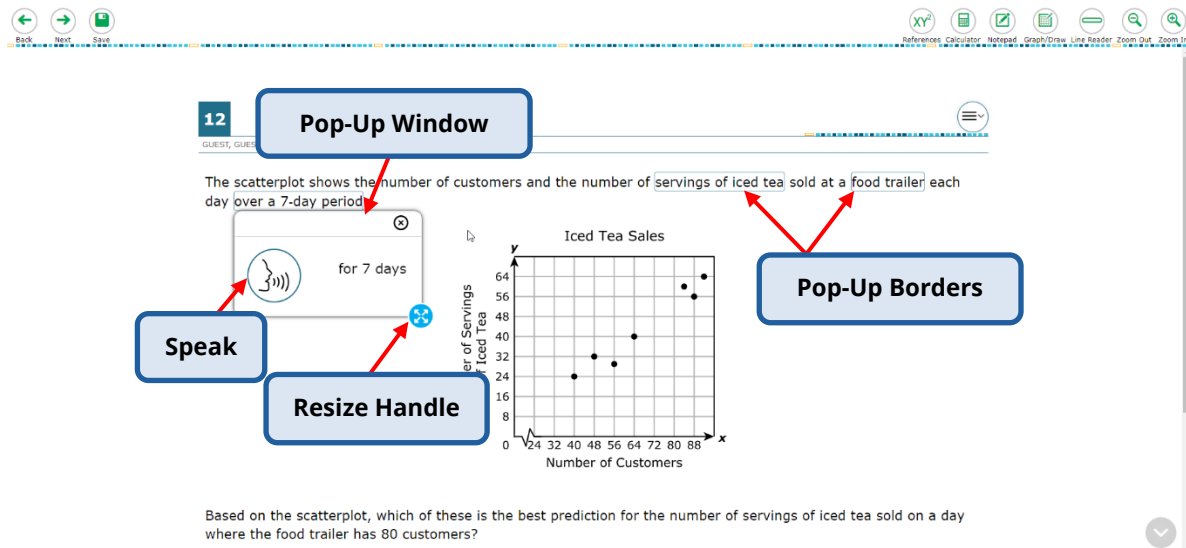 Back Next Save References Calculator Notepad Graph/Draw Line Reader Zoom Out Zoom In
12
Pop-Up Window
GUEST, GUES
The scatterplot shows the number of customers and the number of servings of iced tea sold at a food trailer each
day over a 7-day period
for 7 days
Speak
Resize Handle
Pop-Up Borders
Iced Tea Sales
y
64
56
48
40
32
24
16
8
0 24 32 40 48 56 64 72 80 88 x
er of Servings
f Iced Tea
Number of Customers
Based on the scatterplot, which of these is the best prediction for the number of servings of iced tea sold on a day
where the food trailer has 80 customers?